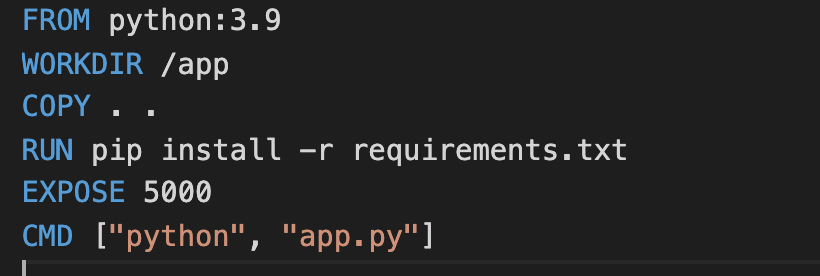 FROM python:3.9
WORKDIR /app
COPY . .
RUN pip install -r requirements.txt
EXPOSE 5000
CMD ["python", "app.py"]